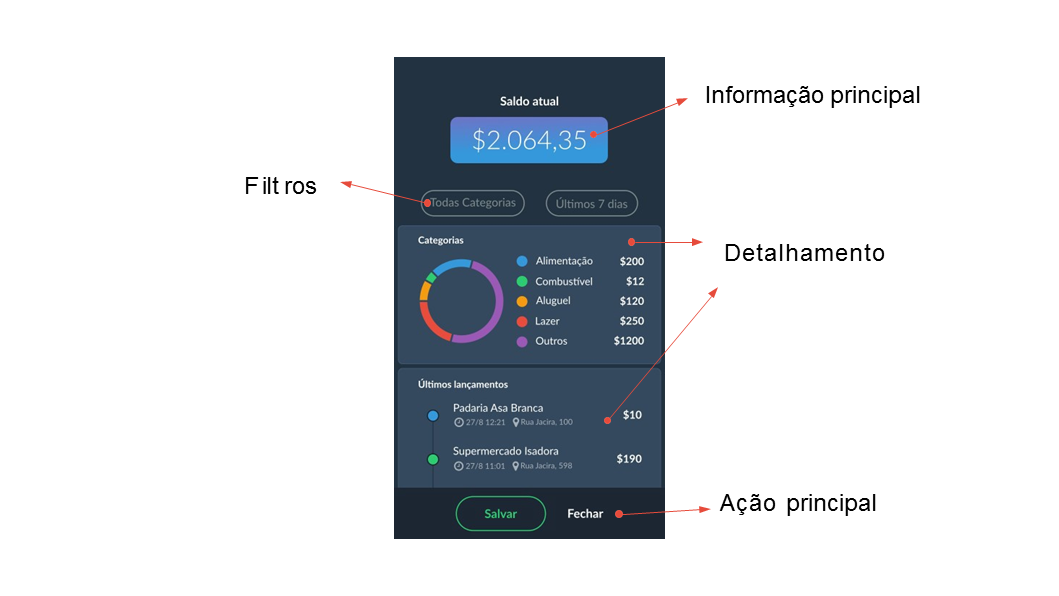 Saldo atual
Informação principal
$2.064,35
Filtros
Todas Categorias
Últimos 7 dias
Categorias
Detalhamento
Alimentação $200
Combustível $12
Aluguel $120
Lazer $250
Outros $1200
Últimos lançamentos
Padaria Asa Branca
$10
27/8 12:21 Rua Jacira, 100
Supermercado Isadora
$190
27/8 11:01 Rua Jacira, 598
Salvar
Fechar
Ação principal